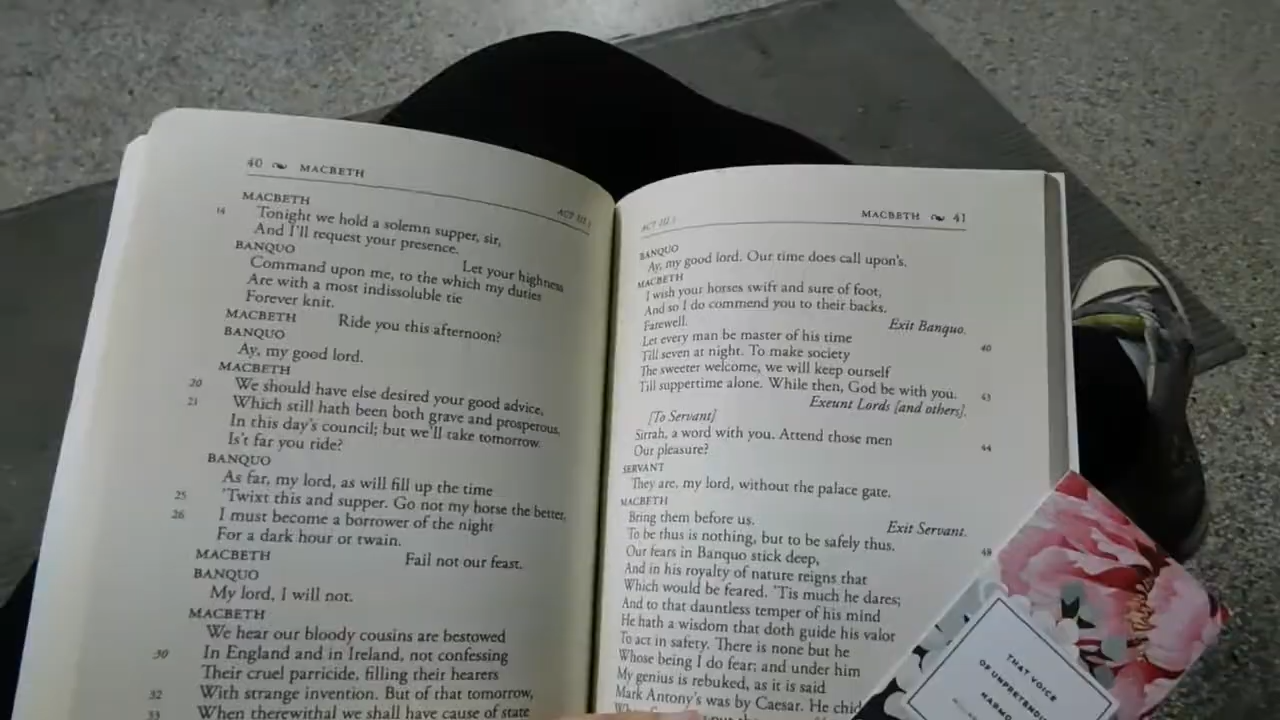 40 MACBETH
ACT III.1
MACBETH
14 Tonight we hold a solemn supper, sir,
And I'll request your presence.
BANQUO Let your highness
Command upon me, to the which my duties
Are with a most indissoluble tie
Forever knit.
MACBETH Ride you this afternoon?
BANQUO
Ay, my good lord.
MACBETH
20 We should have else desired your good advice,
21 Which still hath been both grave and prosperous,
In this day's council; but we'll take tomorrow.
Is't far you ride?
BANQUO
As far, my lord, as will fill up the time
25 'Twixt this and supper. Go not my horse the better,
26 I must become a borrower of the night
For a dark hour or twain.
MACBETH Fail not our feast.
BANQUO
My lord, I will not.
MACBETH
We hear our bloody cousins are bestowed
30 In England and in Ireland, not confessing
Their cruel parricide, filling their hearers
32 With strange invention. But of that tomorrow,
33 When therewithal we shall have cause of state
ACT III.1
MACBETH 41
BANQUO
Ay, my good lord. Our time does call upon's.
MACBETH
I wish your horses swift and sure of foot,
And so I do commend you to their backs.
Farewell. Exit Banquo.
Let every man be master of his time 40
Till seven at night. To make society
The sweeter welcome, we will keep ourself
Till suppertime alone. While then, God be with you. 43
Exeunt Lords [and others].
[To Servant]
Sirrah, a word with you. Attend those men 44
Our pleasure?
SERVANT
They are, my lord, without the palace gate.
MACBETH
Bring them before us. Exit Servant.
To be thus is nothing, but to be safely thus. 48
Our fears in Banquo stick deep,
And in his royalty of nature reigns that
Which would be feared. 'Tis much he dares;
And to that dauntless temper of his mind
He hath a wisdom that doth guide his valor
To act in safety. There is none but he
Whose being I do fear; and under him
My genius is rebuked, as it is said
Mark Antony's was by Caesar. He chid
THAT VOICE
OF UNPRETENDI
HARMO